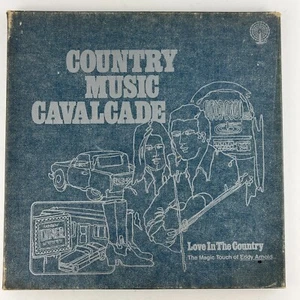 COUNTRY
MUSIC
CAVALCADE
Love In The Country
The Magic Touch of Eddy Arnold